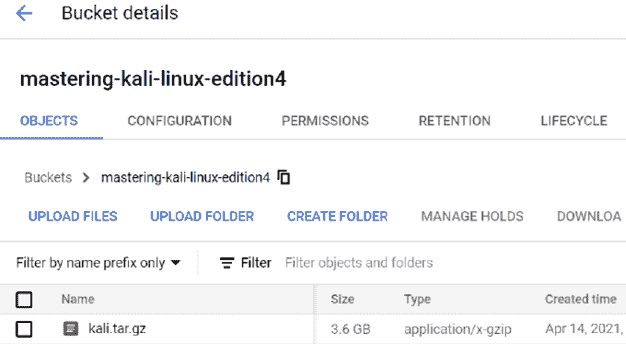 Bucket details
mastering-kali-linux-edition4
OBJECTS CONFIGURATION PERMISSIONS RETENTION LIFECYCLE
Buckets > mastering-kali-linux-edition4
UPLOAD FILES UPLOAD FOLDER CREATE FOLDER MANAGE HOLDS DOWNLOA
Filter by name prefix only Filter Filter objects and folders
Name Size Type Created time
kali.tar.gz 3.6 GB application/x-gzip Apr 14, 2021,